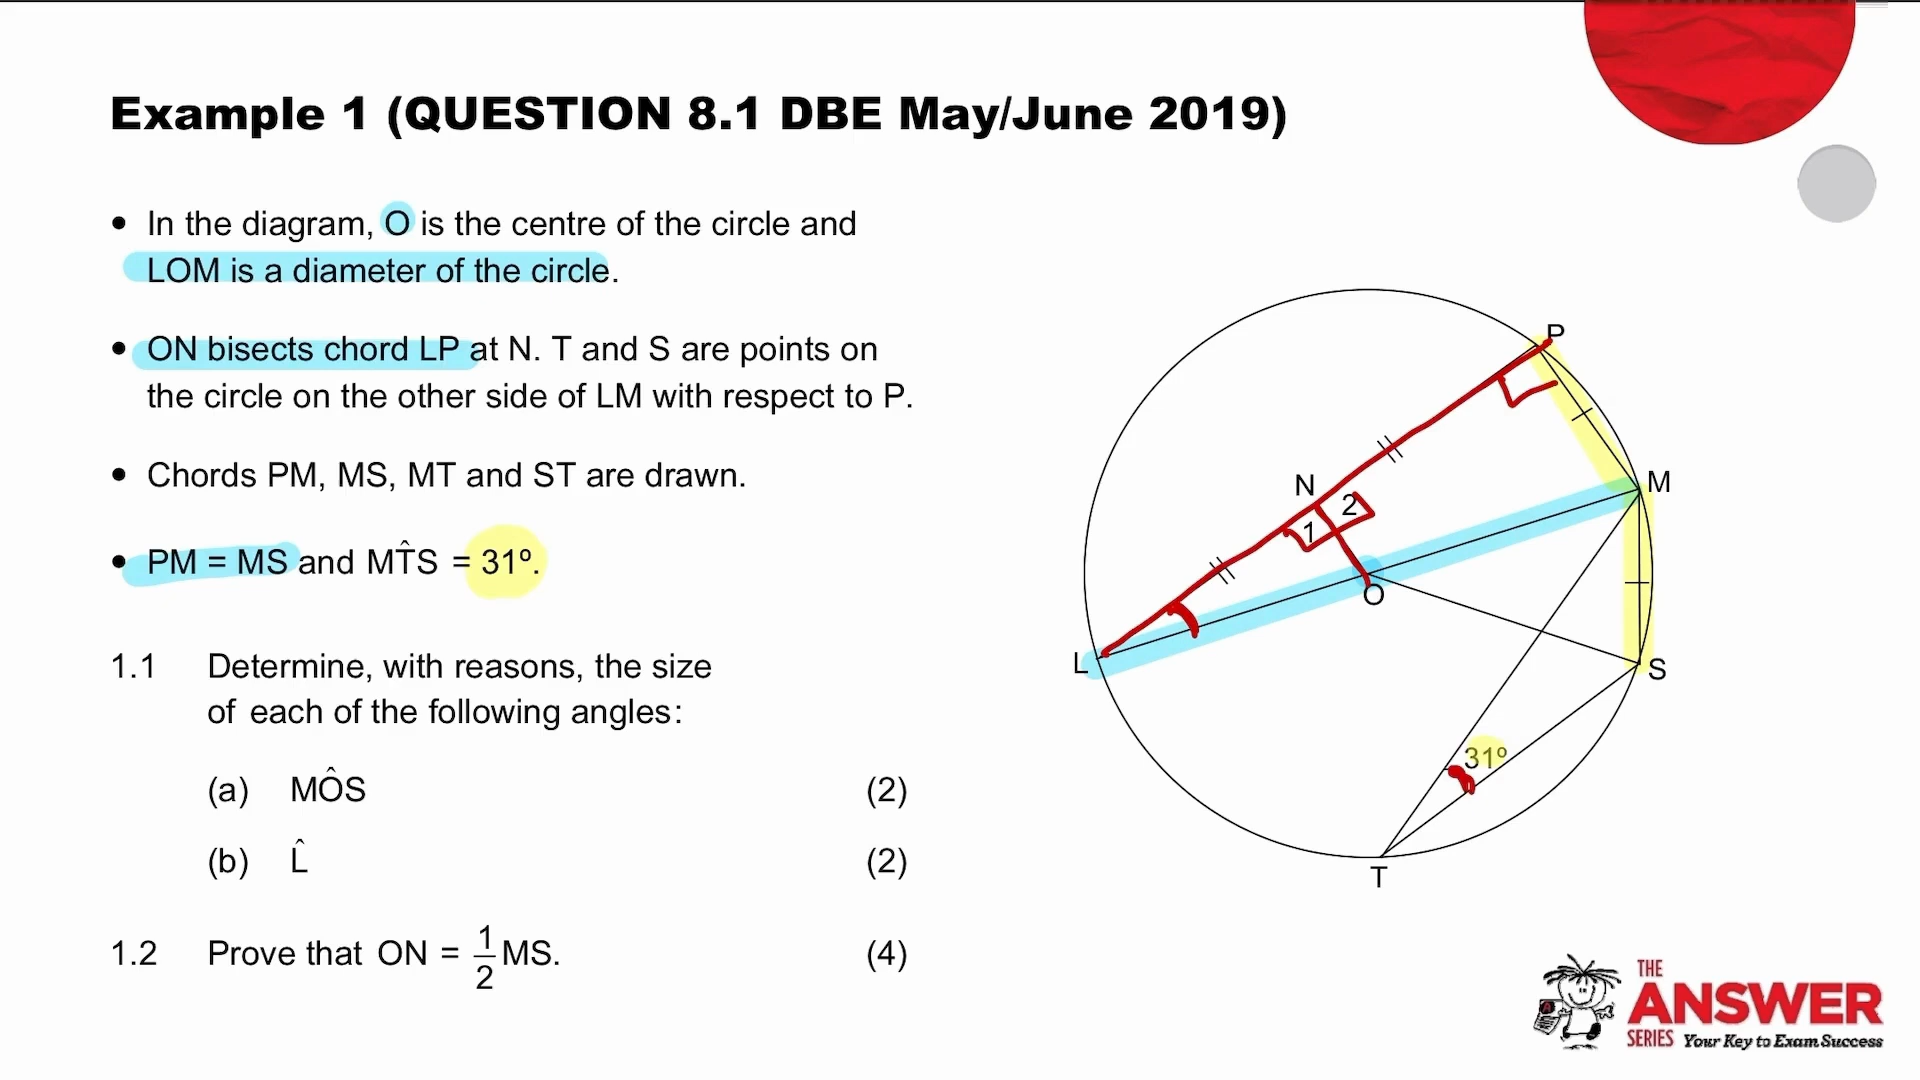 Example 1 (QUESTION 8.1 DBE May/June 2019)
• In the diagram, O is the centre of the circle and
LOM is a diameter of the circle.
• ON bisects chord LP at N. T and S are points on
the circle on the other side of LM with respect to P.
• Chords PM, MS, MT and ST are drawn.
• PM = MS and MT̂S = 31º.
1.1 Determine, with reasons, the size
of each of the following angles:
(a) MÔS (2)
(b) L̂ (2)
1.2 Prove that ON = 1/2 MS. (4)
P
N
M
2
1
O
L
S
31º
T
THE
ANSWER
SERIES Your Key to Exam Success